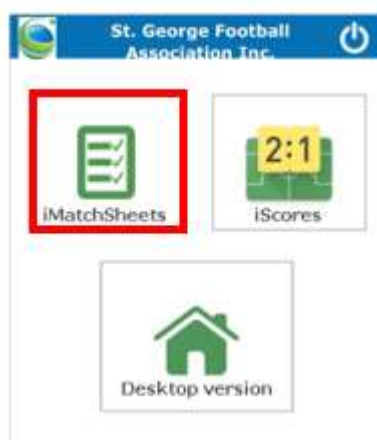 St. George Football
Association Inc.
2:1
iMatchSheets
iScores
Desktop version